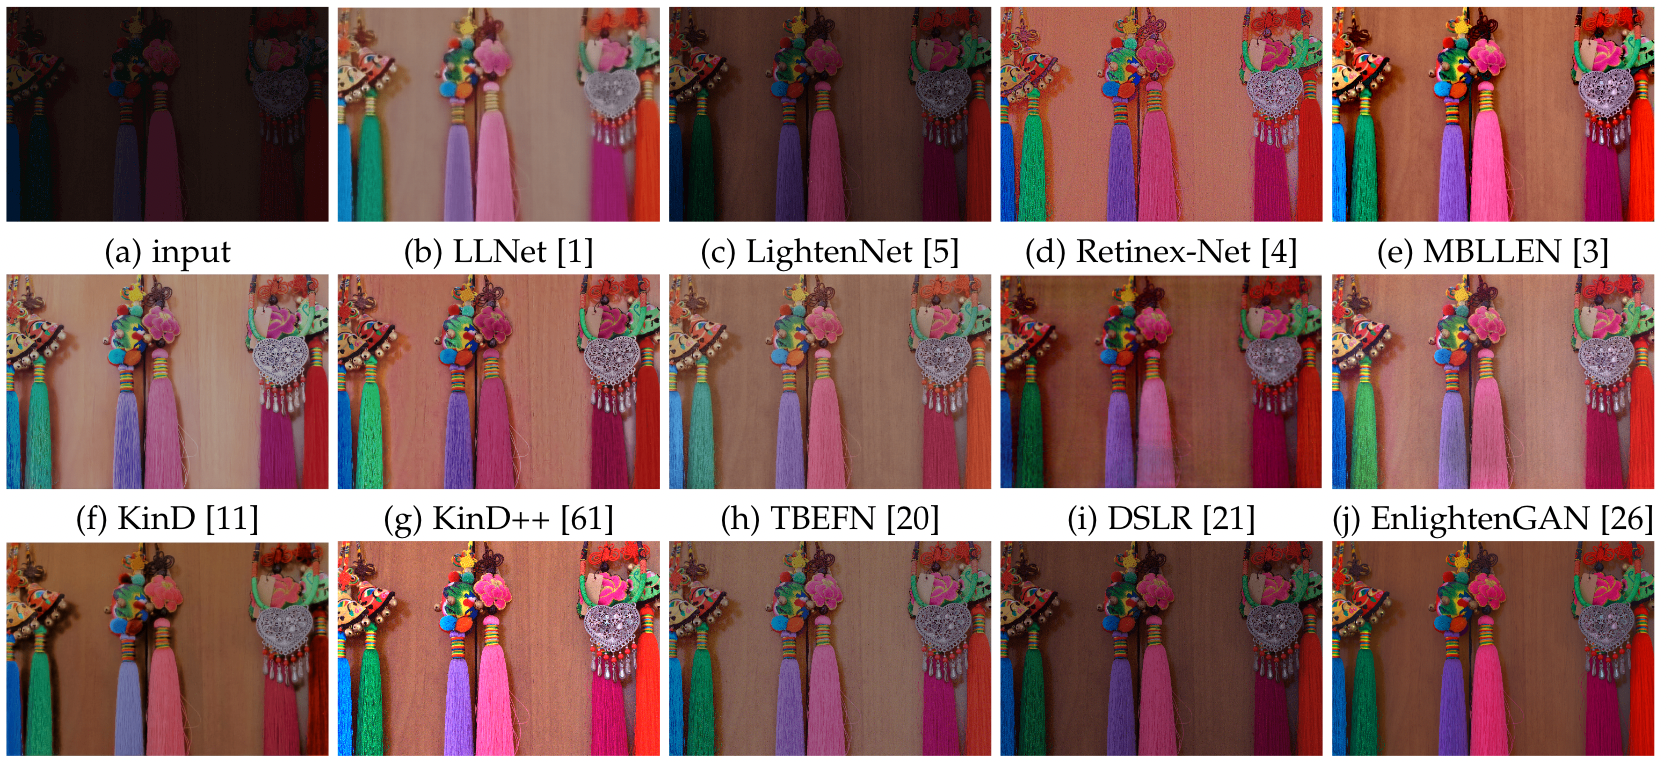 (a) input
(b) LLNet [1]
(c) LightenNet [5]
(d) Retinex-Net [4]
(e) MBLLEN [3]
(f) KinD [11]
(g) KinD++ [61]
(h) TBEFN [20]
(i) DSLR [21]
(j) EnlightenGAN [26]